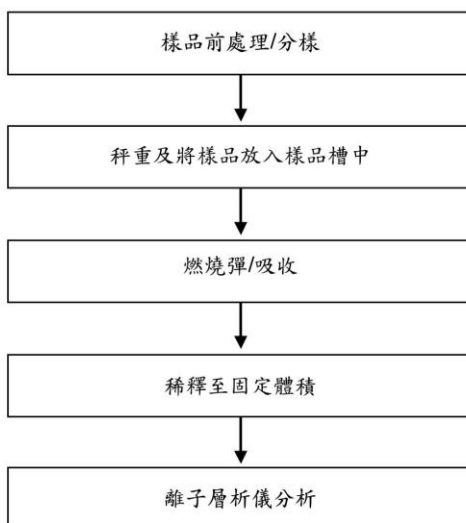 樣品前處理/分樣
秤重及將樣品放入樣品槽中
燃燒彈/吸收
稀釋至固定體積
離子層析儀分析